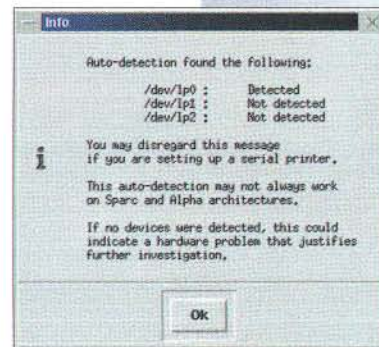 Info
Auto-detection found the following:
/dev/lp0 : Detected
/dev/lp1 : Not detected
/dev/lp2 : Not detected
You may disregard this message
if you are setting up a serial printer.
This auto-detection may not always work
on Sparc and Alpha architectures.
If no devices were detected, this could
indicate a hardware problem that justifies
further investigation.
Ok